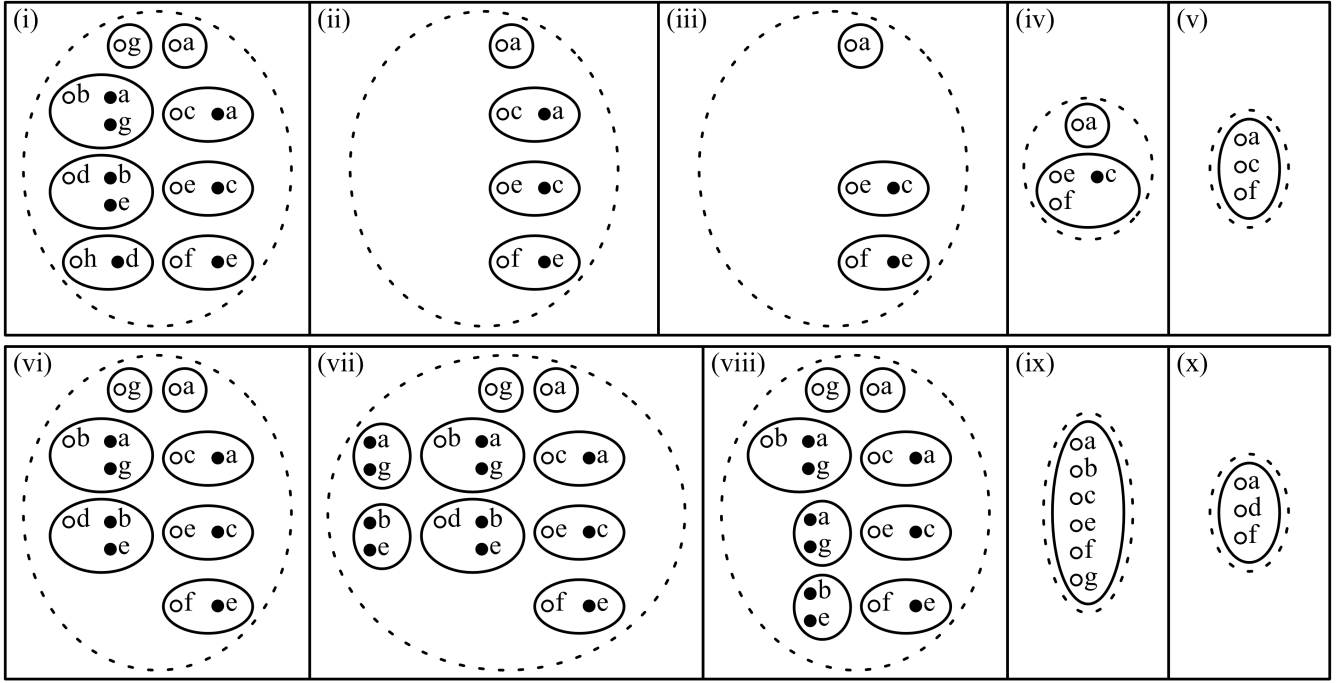 (i) (ii) (iii) (iv) (v)
g a a a
b a c a c a a
g a
d b e c e c e c e c
e f f
h d f e f e f e
(vi) (vii) (viii) (ix) (x)
g a g a g a
a b a b a a
b a c a g g c a g c a b a
g b d b a c d
d b e c e e e c g e c e f
e b f
f e f e e f e g